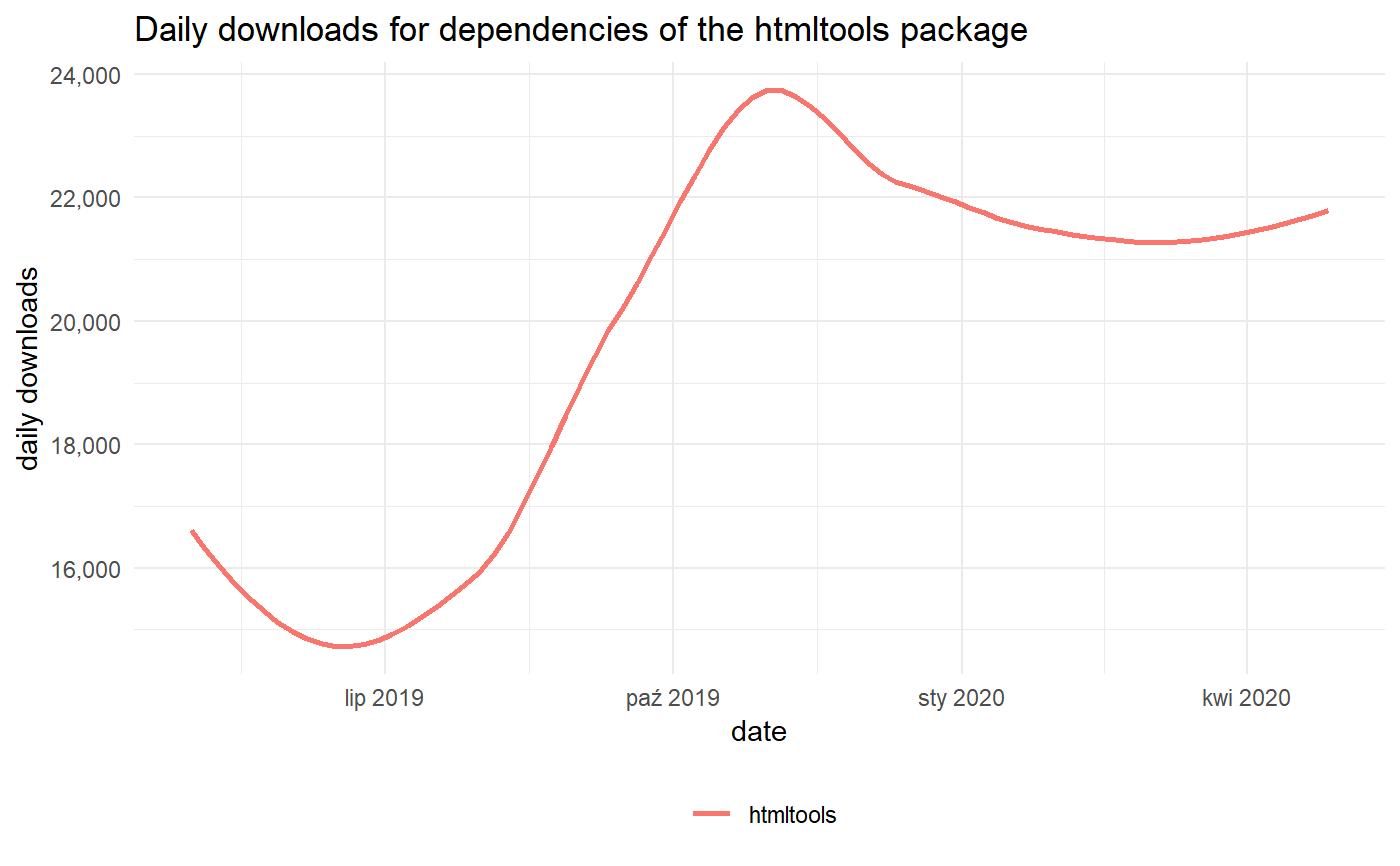 Daily downloads for dependencies of the htmltools package
daily downloads
24,000
22,000
20,000
18,000
16,000
lip 2019 paź 2019 sty 2020 kwi 2020
date
htmltools